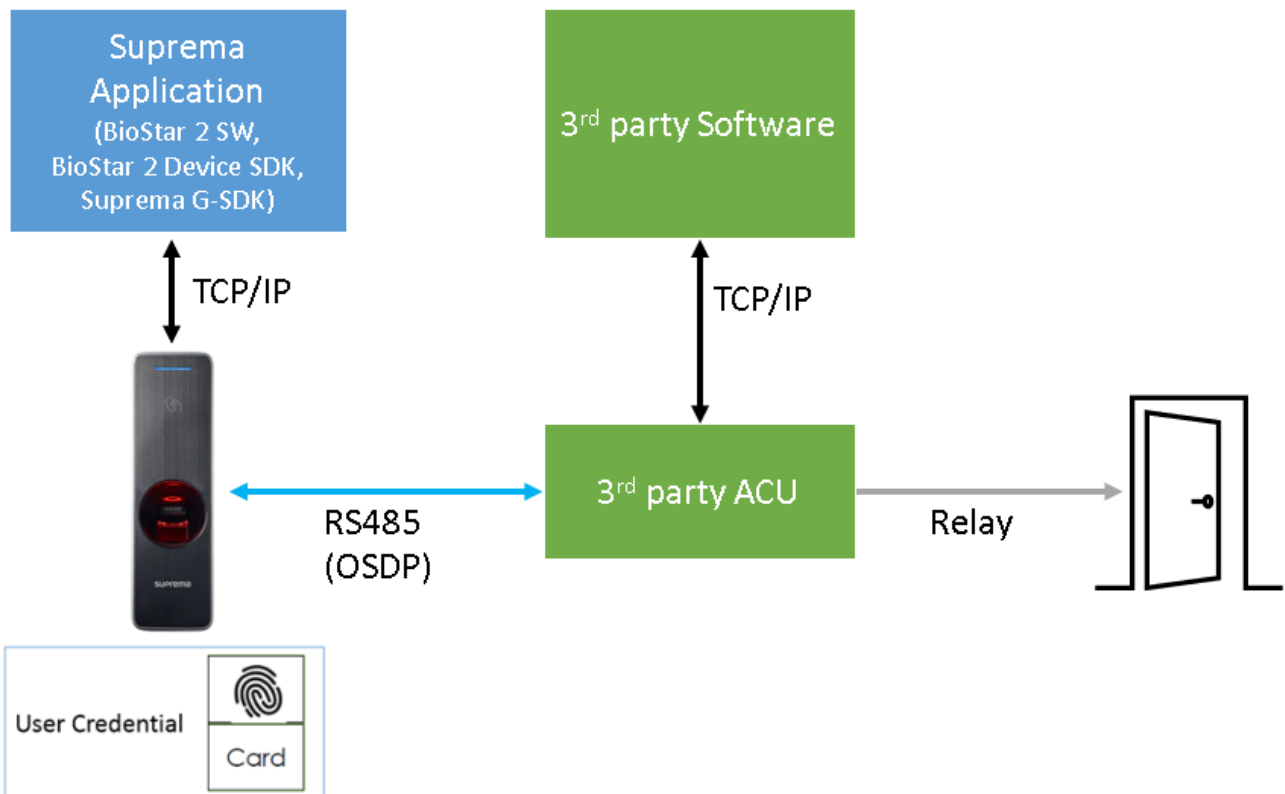 Suprema
Application
(BioStar 2 SW,
BioStar 2 Device SDK,
Suprema G-SDK)
3rd party Software
TCP/IP
TCP/IP
3rd party ACU
RS485
(OSDP)
Relay
suprema
User Credential
Card